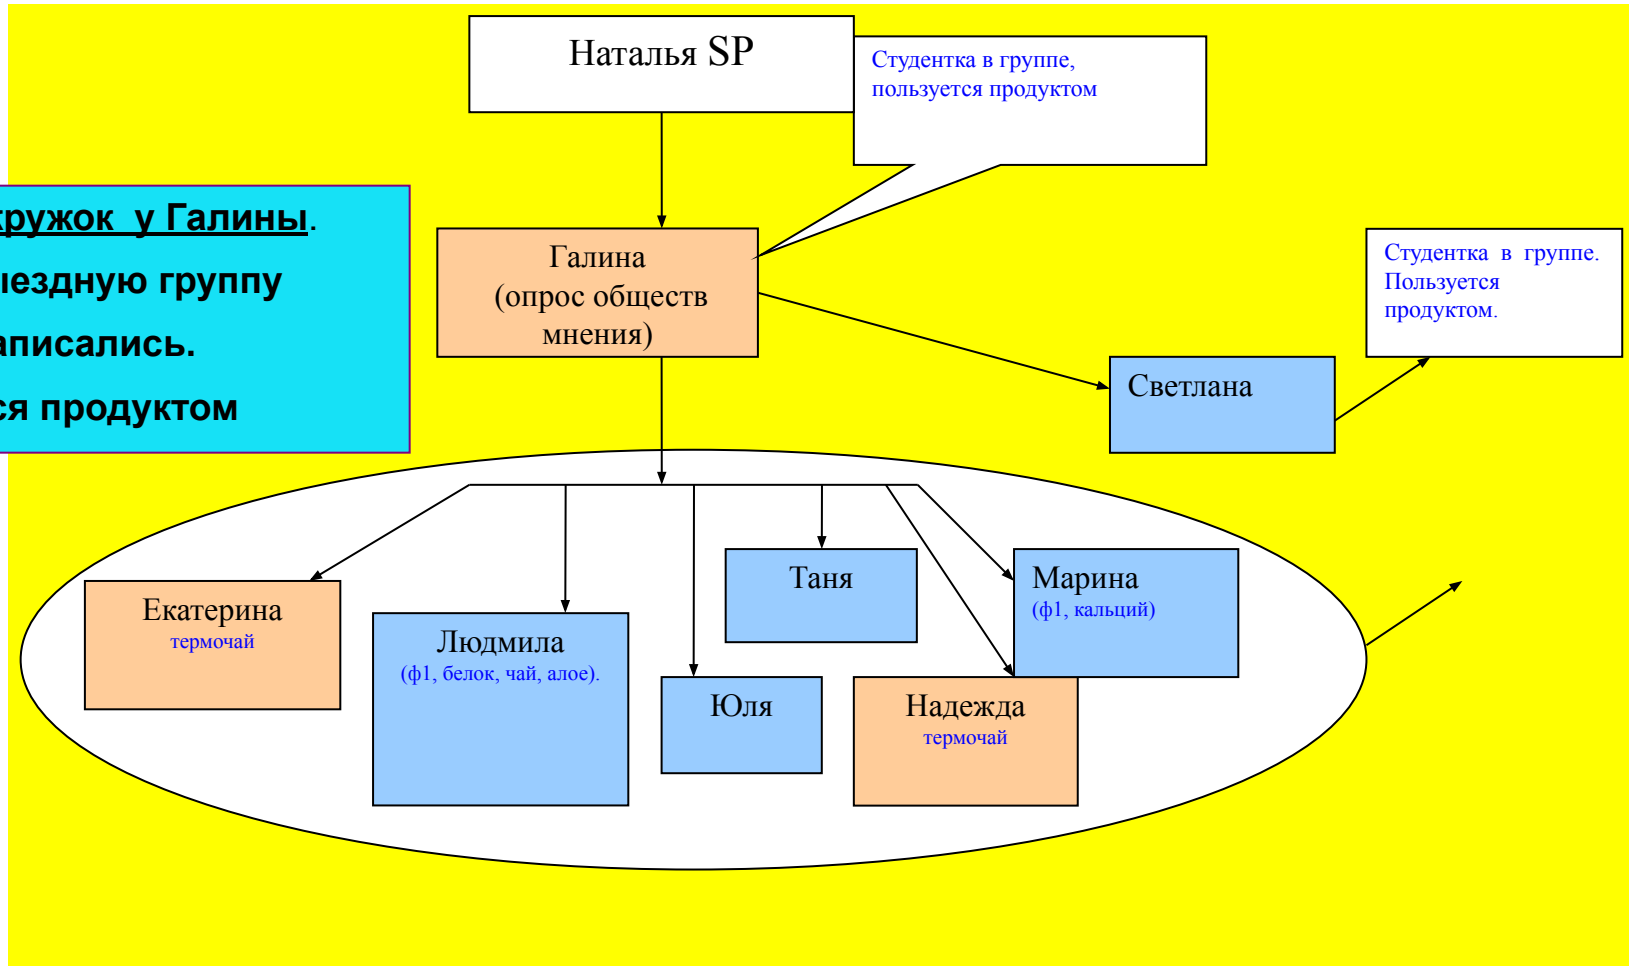 Наталья SP
Студентка в группе,
пользуется продуктом
кружок у Галины.
ыездную группу
аписались.
ся продуктом
Галина
(опрос обществ
мнения)
Студентка в группе.
Пользуется
продуктом.
Светлана
Екатерина
термочай
Людмила
(ф1, белок, чай, алое).
Юля
Таня
Надежда
термочай
Марина
(ф1, кальций)